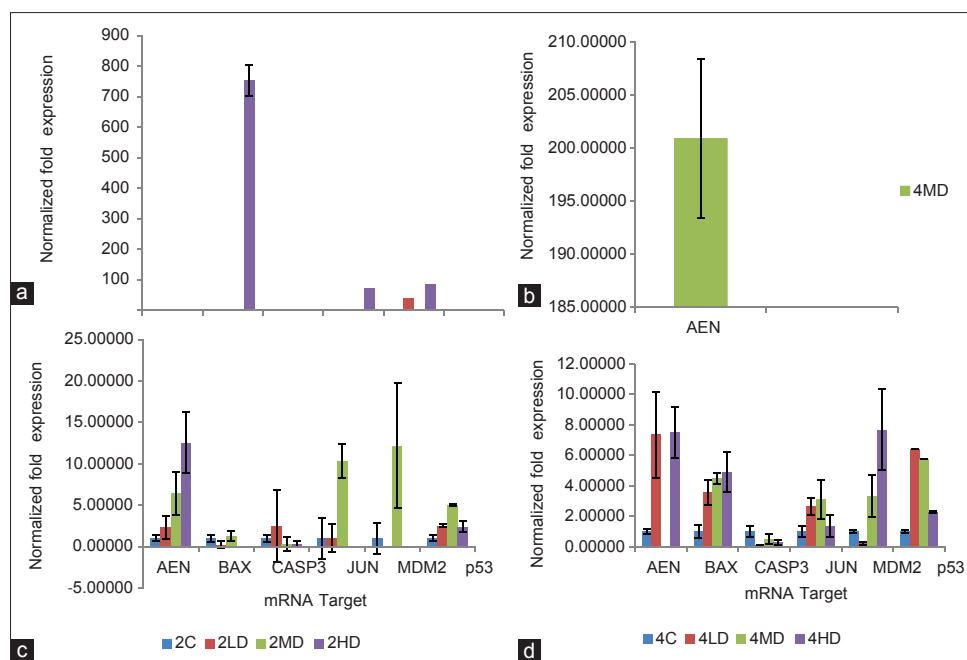 Normalized fold expression
900
800
700
600
500
400
300
200
100
a
Normalized fold expression
210.00000
205.00000
200.00000
195.00000
190.00000
185.00000
AEN
4MD
b
Normalized fold expression
25.00000
20.00000
15.00000
10.00000
5.00000
0.00000
-5.00000
AEN BAX CASP3 JUN MDM2 p53
mRNA Target
2C 2LD 2MD 2HD
c
Normalized fold expression
12.00000
10.00000
8.00000
6.00000
4.00000
2.00000
0.00000
AEN BAX CASP3 JUN MDM2 p53
mRNA Target
4C 4LD 4MD 4HD
d